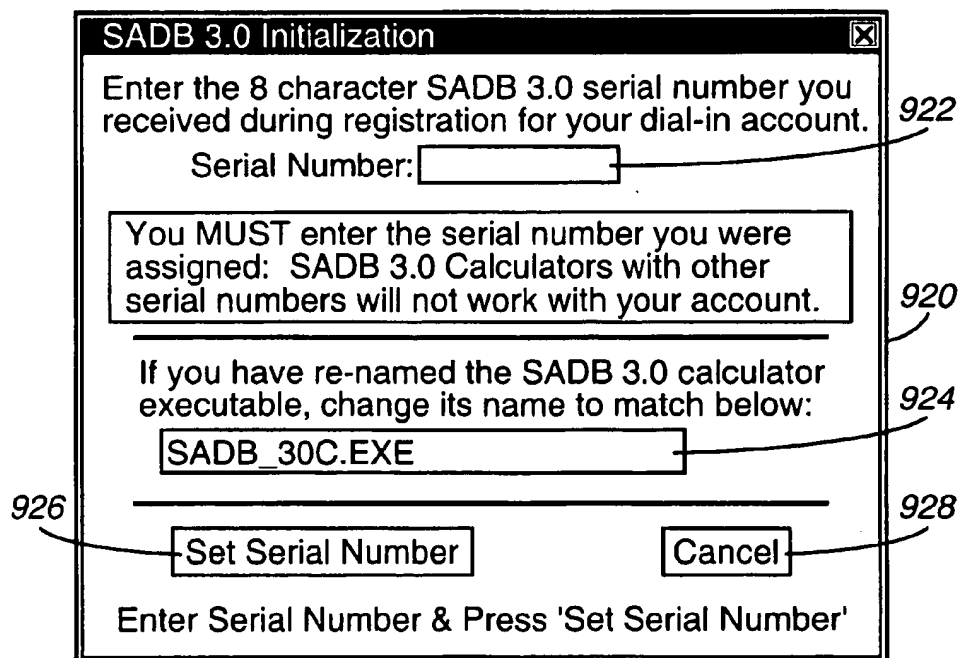 SADB 3.0 Initialization
Enter the 8 character SADB 3.0 serial number you
received during registration for your dial-in account.
922
Serial Number:
You MUST enter the serial number you were
assigned: SADB 3.0 Calculators with other
serial numbers will not work with your account.
920
If you have re-named the SADB 3.0 calculator
executable, change its name to match below:
924
SADB_30C.EXE
926
928
Set Serial Number
Cancel
Enter Serial Number & Press 'Set Serial Number'